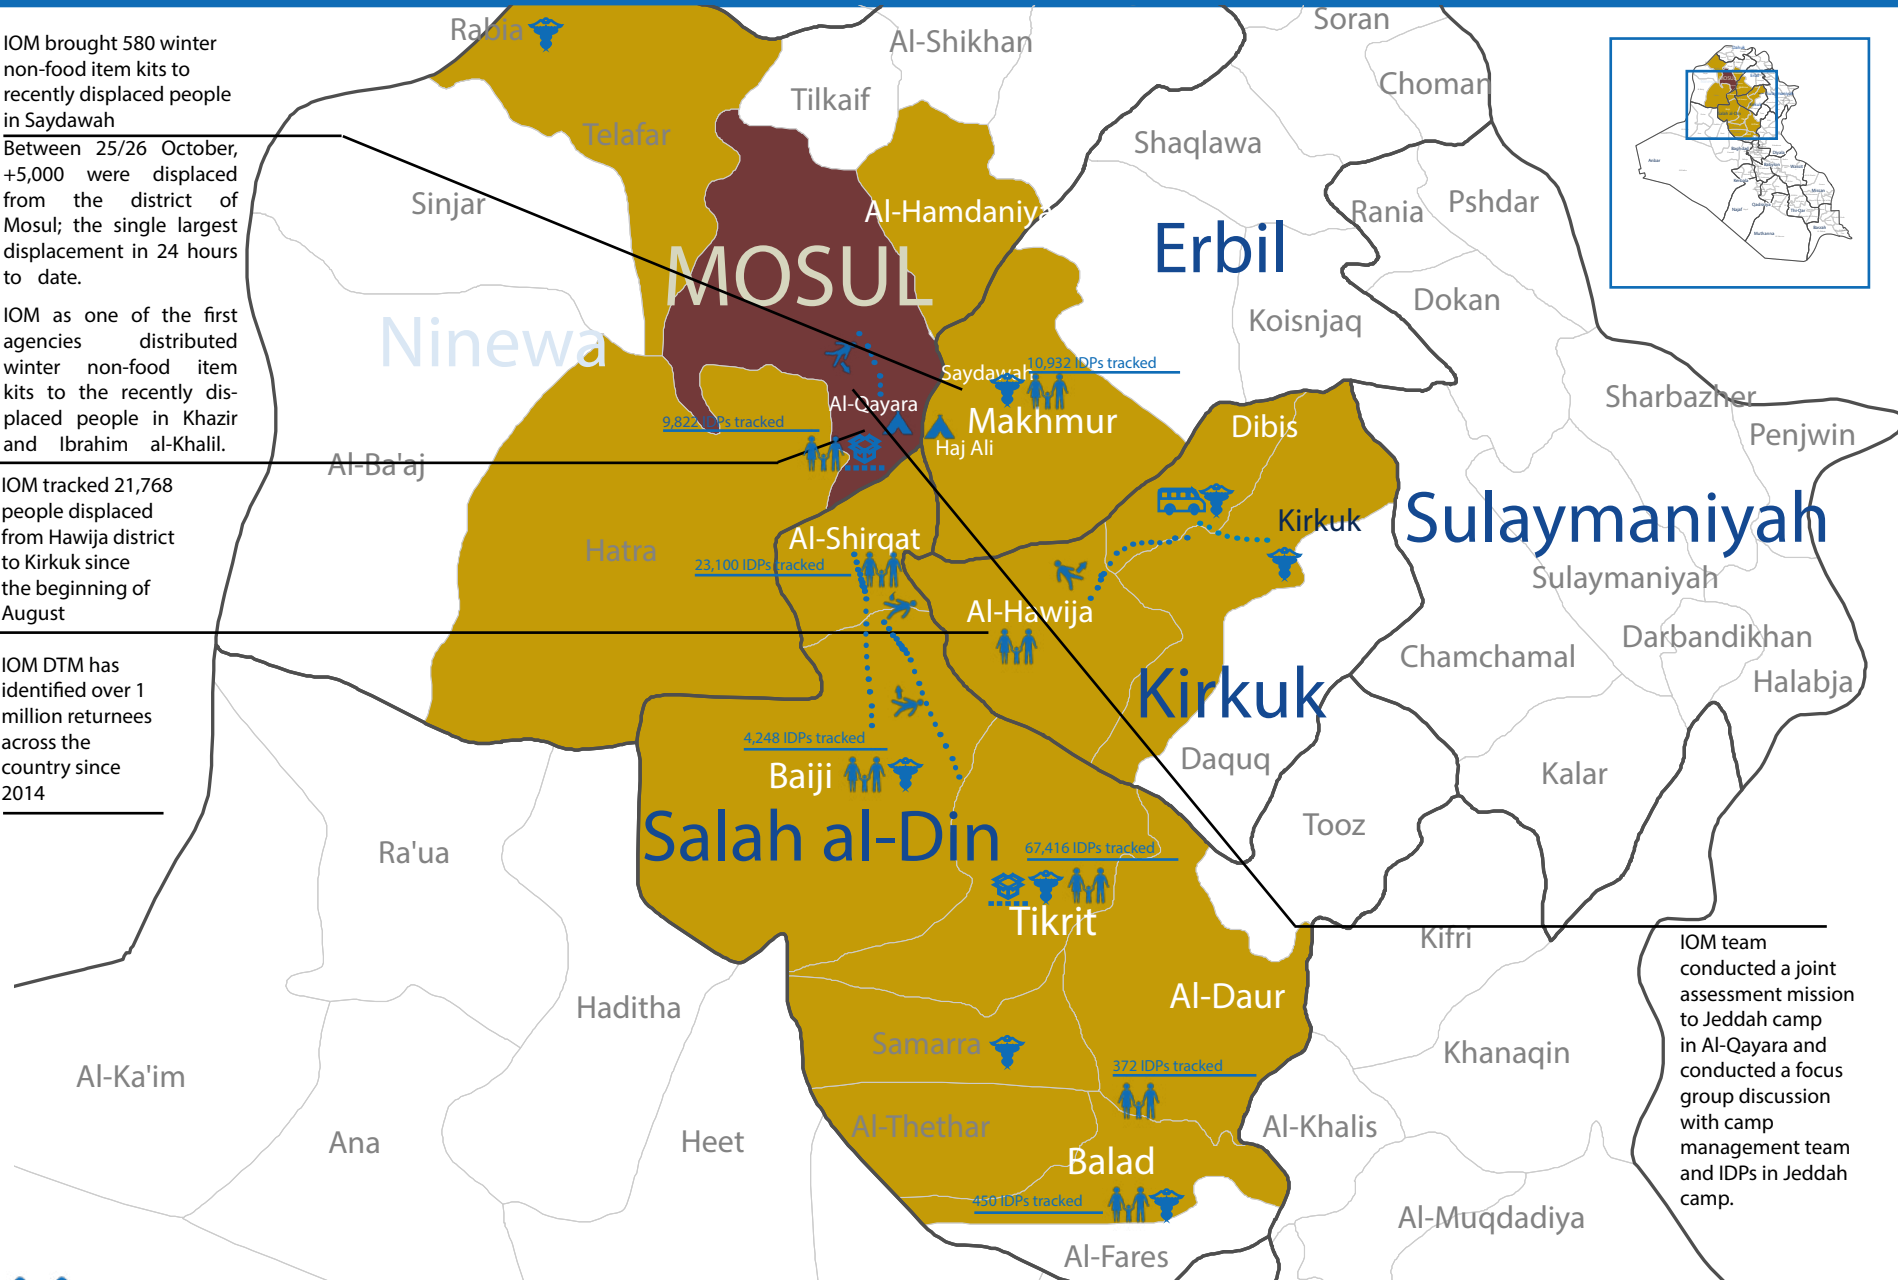 IOM brought 580 winter
non-food item kits to
recently displaced people
in Saydawah
Between 25/26 October,
+5,000 were displaced
from the district of
Mosul; the single largest
displacement in 24 hours
to date.
IOM as one of the first
agencies distributed
winter non-food item
kits to the recently dis-
placed people in Khazir
and Ibrahim al-Khalil.
IOM tracked 21,768
people displaced
from Hawija district
to Kirkuk since
the beginning of
August
IOM DTM has
identified over 1
million returnees
across the
country since
2014
Rabia
Al-Shikhan
Soran
Choman
Tilkaif
Telafar
Shaqlawa
Sinjar
Al-Hamdaniya
Rania
Pshdar
MOSUL
Erbil
Dokan
Koisnjaq
Ninewa
Saydawah
10,932 IDPs tracked
Al-Qayara
Makhmur
9,822 IDPs tracked
Haj Ali
Dibis
Sharbazher
Penjwin
Al-Ba'aj
Kirkuk
Sulaymaniyah
Hatra
Al-Shirqat
23,100 IDPs tracked
Sulaymaniyah
Al-Hawija
Darbandikhan
Chamchamal
Halabja
Kirkuk
4,248 IDPs tracked
Baiji
Daquq
Kalar
Salah al-Din
Tooz
Ra'ua
67,416 IDPs tracked
Tikrit
Kifri
Al-Daur
Haditha
Samarra
Khanaqin
372 IDPs tracked
Al-Ka'im
Al-Thethar
Al-Khalis
Ana
Heet
Balad
450 IDPs tracked
Al-Muqdadiya
Al-Fares
IOM team
conducted a joint
assessment mission
to Jeddah camp
in Al-Qayara and
conducted a focus
group discussion
with camp
management team
and IDPs in Jeddah
camp.